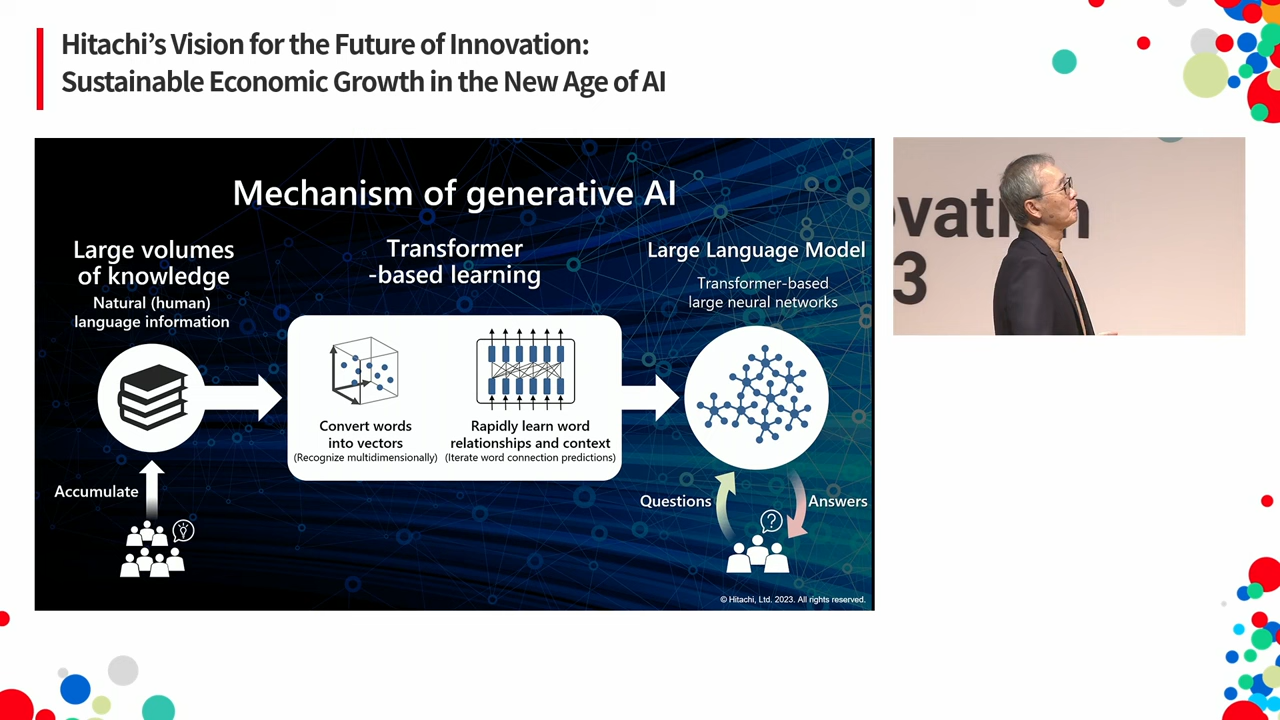 Hitachi’s Vision for the Future of Innovation:
Sustainable Economic Growth in the New Age of AI
Mechanism of generative AI
Large volumes
of knowledge
Natural (human)
language information
Accumulate
Transformer
-based learning
Convert words
into vectors
(Recognize multidimensionally)
Rapidly learn word
relationships and context
(Iterate word connection predictions)
Large Language Model
Transformer-based
large neural networks
Questions
?
Answers
© Hitachi, Ltd. 2023. All rights reserved.
3